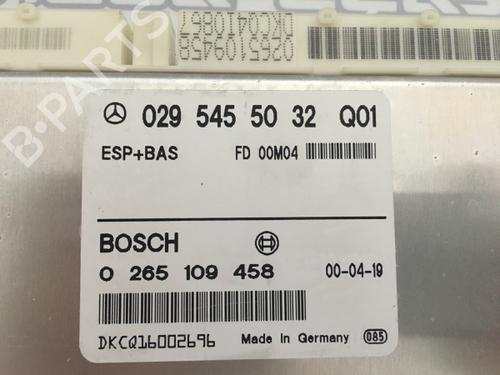 0265109458
DKCQ410867
029 545 50 32 Q01
ESP+BAS FD 00M04
BOSCH
0 265 109 458 00-04-19
DKCQ16002696 Made in Germany 085
B-PARTS